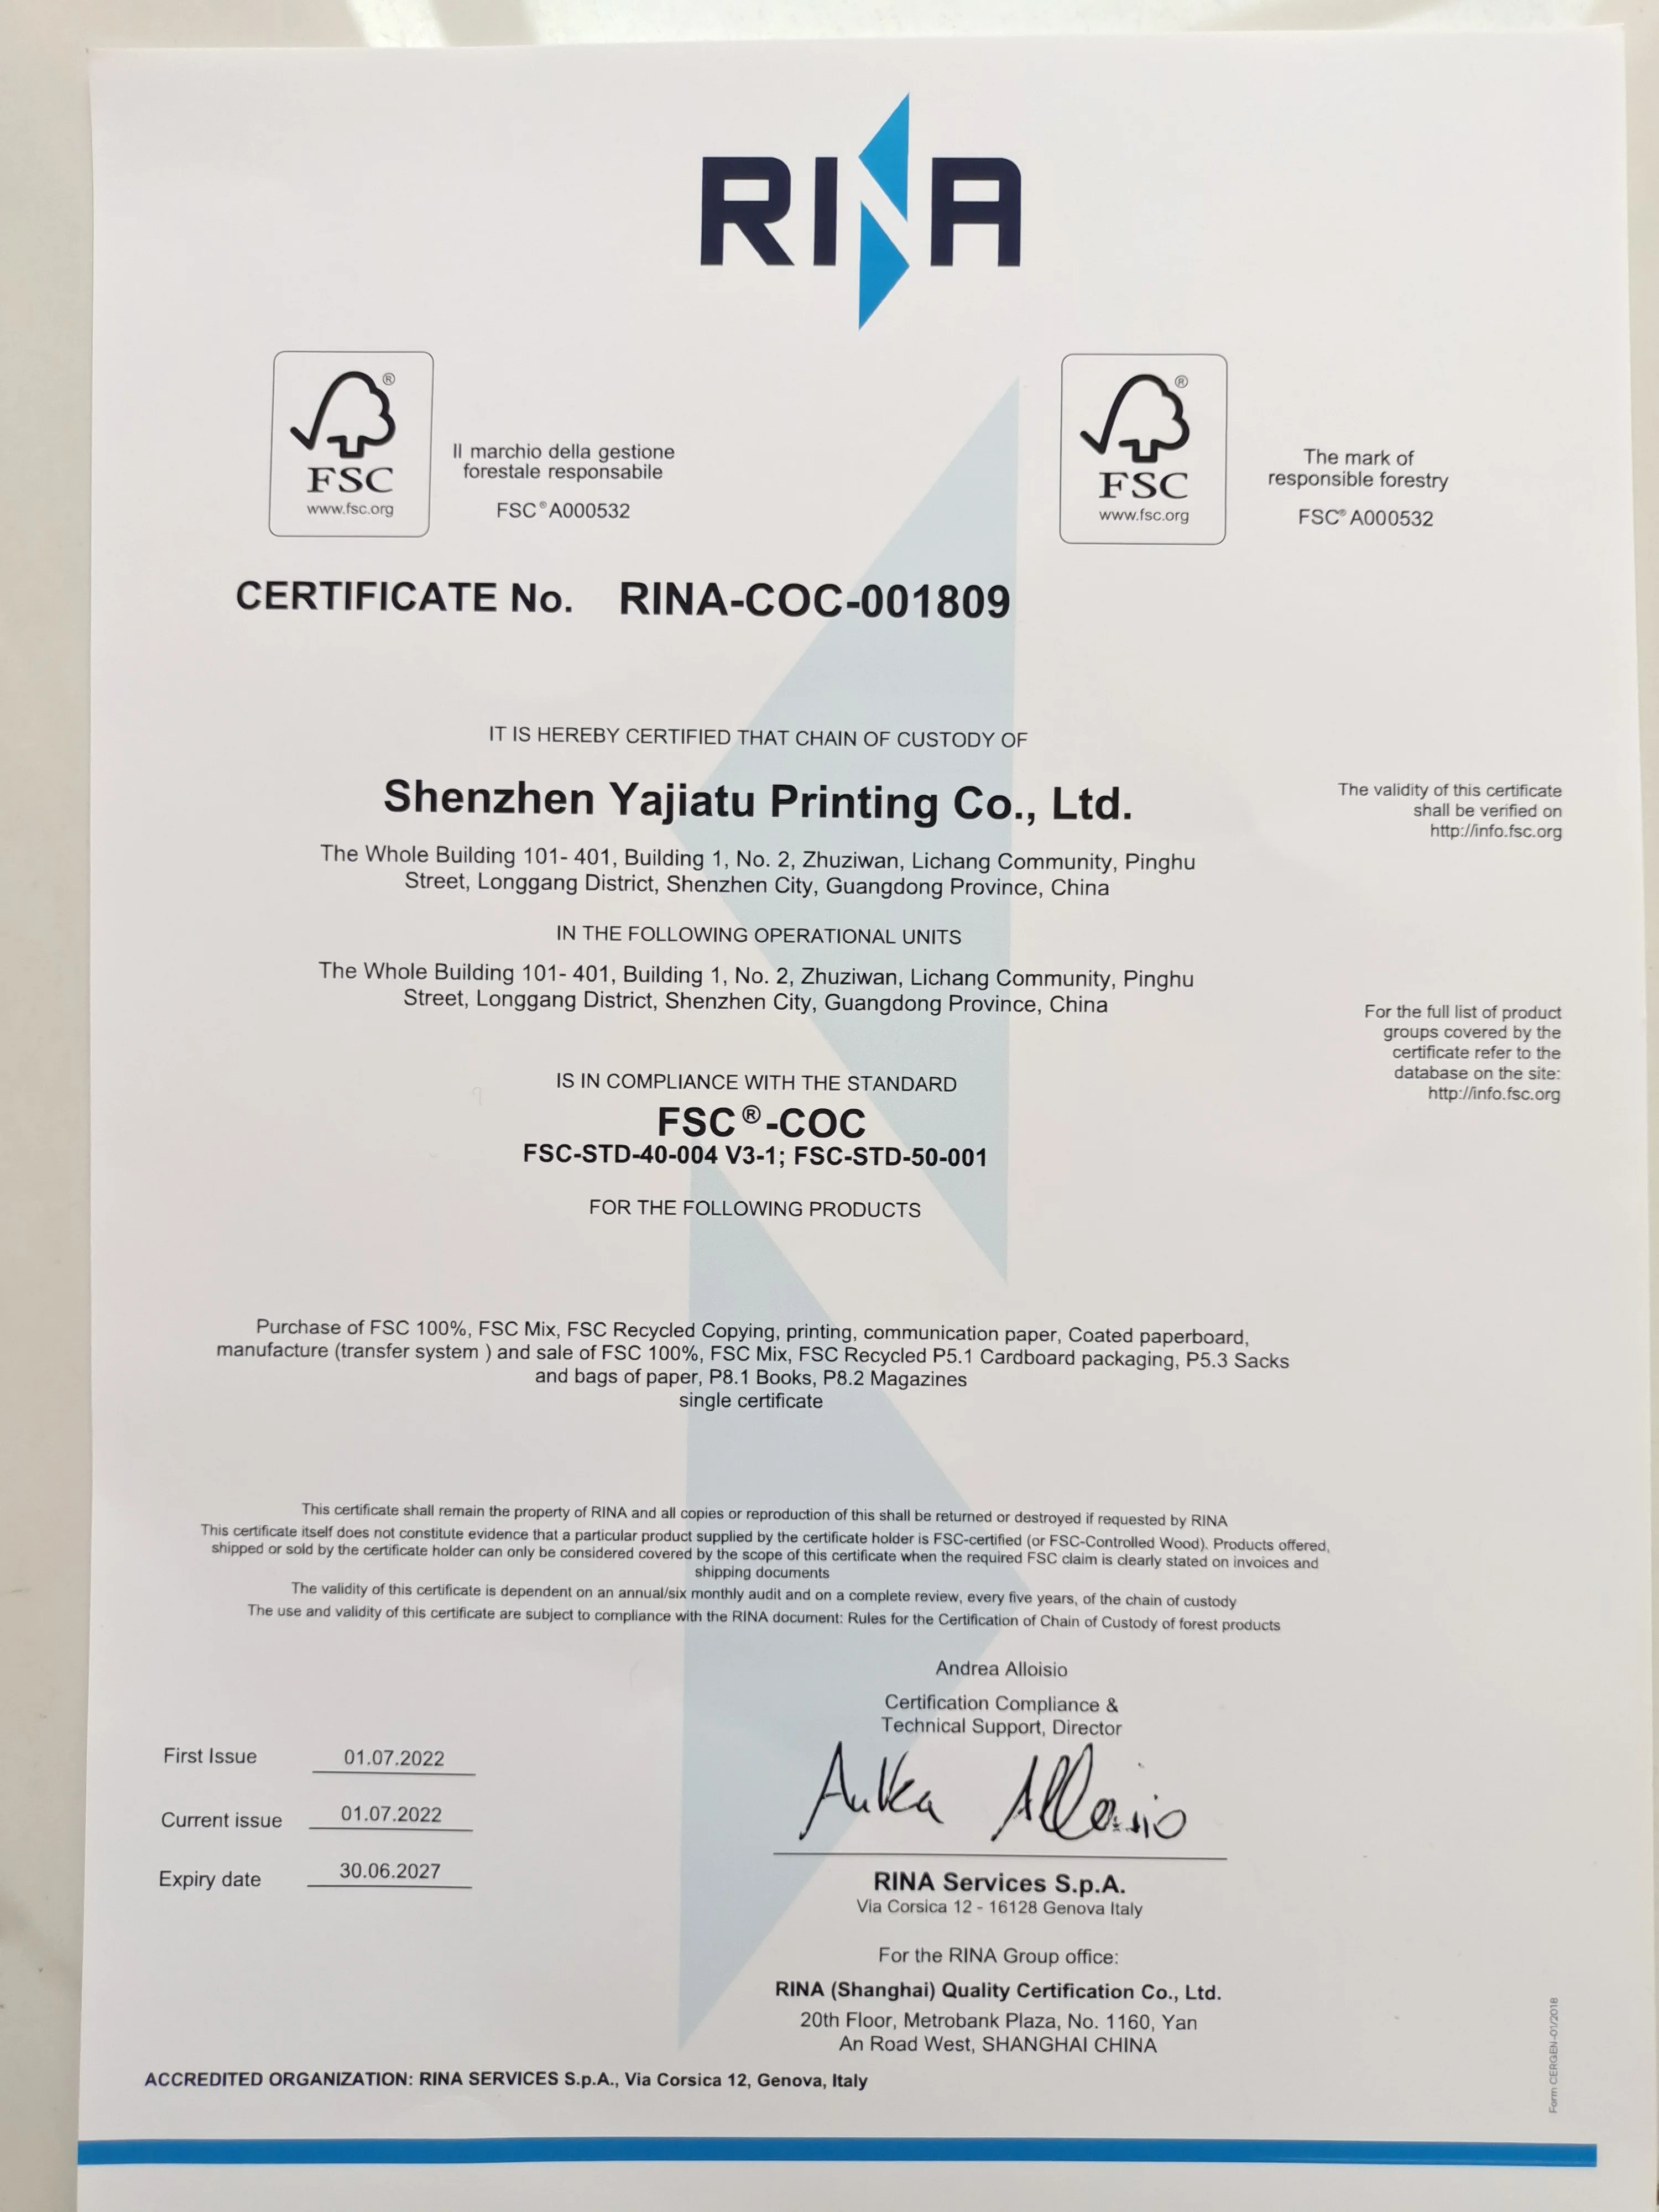 RINA
FSC®
www.fsc.org
Il marchio della gestione
forestale responsabile
FSC® A000532
FSC®
www.fsc.org
The mark of
responsible forestry
FSC® A000532
CERTIFICATE No. RINA-COC-001809
IT IS HEREBY CERTIFIED THAT CHAIN OF CUSTODY OF
Shenzhen Yajiatu Printing Co., Ltd.
The validity of this certificate
shall be verified on
http://info.fsc.org
The Whole Building 101- 401, Building 1, No. 2, Zhuziwan, Lichang Community, Pinghu
Street, Longgang District, Shenzhen City, Guangdong Province, China
IN THE FOLLOWING OPERATIONAL UNITS
The Whole Building 101- 401, Building 1, No. 2, Zhuziwan, Lichang Community, Pinghu
Street, Longgang District, Shenzhen City, Guangdong Province, China
For the full list of product
groups covered by the
certificate refer to the
database on the site:
http://info.fsc.org
IS IN COMPLIANCE WITH THE STANDARD
FSC®-COC
FSC-STD-40-004 V3-1; FSC-STD-50-001
FOR THE FOLLOWING PRODUCTS
Purchase of FSC 100%, FSC Mix, FSC Recycled Copying, printing, communication paper, Coated paperboard,
manufacture (transfer system ) and sale of FSC 100%, FSC Mix, FSC Recycled P5.1 Cardboard packaging, P5.3 Sacks
and bags of paper, P8.1 Books, P8.2 Magazines
single certificate
This certificate shall remain the property of RINA and all copies or reproduction of this shall be returned or destroyed if requested by RINA
This certificate itself does not constitute evidence that a particular product supplied by the certificate holder is FSC-certified (or FSC-Controlled Wood). Products offered,
shipped or sold by the certificate holder can only be considered covered by the scope of this certificate when the required FSC claim is clearly stated on invoices and
shipping documents
The validity of this certificate is dependent on an annual/six monthly audit and on a complete review, every five years, of the chain of custody
The use and validity of this certificate are subject to compliance with the RINA document: Rules for the Certification of Chain of Custody of forest products
Andrea Alloisio
Certification Compliance &
Technical Support, Director
First Issue 01.07.2022
Current issue 01.07.2022
Expiry date 30.06.2027
RINA Services S.p.A.
Via Corsica 12 - 16128 Genova Italy
For the RINA Group office:
RINA (Shanghai) Quality Certification Co., Ltd.
20th Floor, Metrobank Plaza, No. 1160, Yan
An Road West, SHANGHAI CHINA
ACCREDITED ORGANIZATION: RINA SERVICES S.p.A., Via Corsica 12, Genova, Italy
Form CERGEN-01/2018